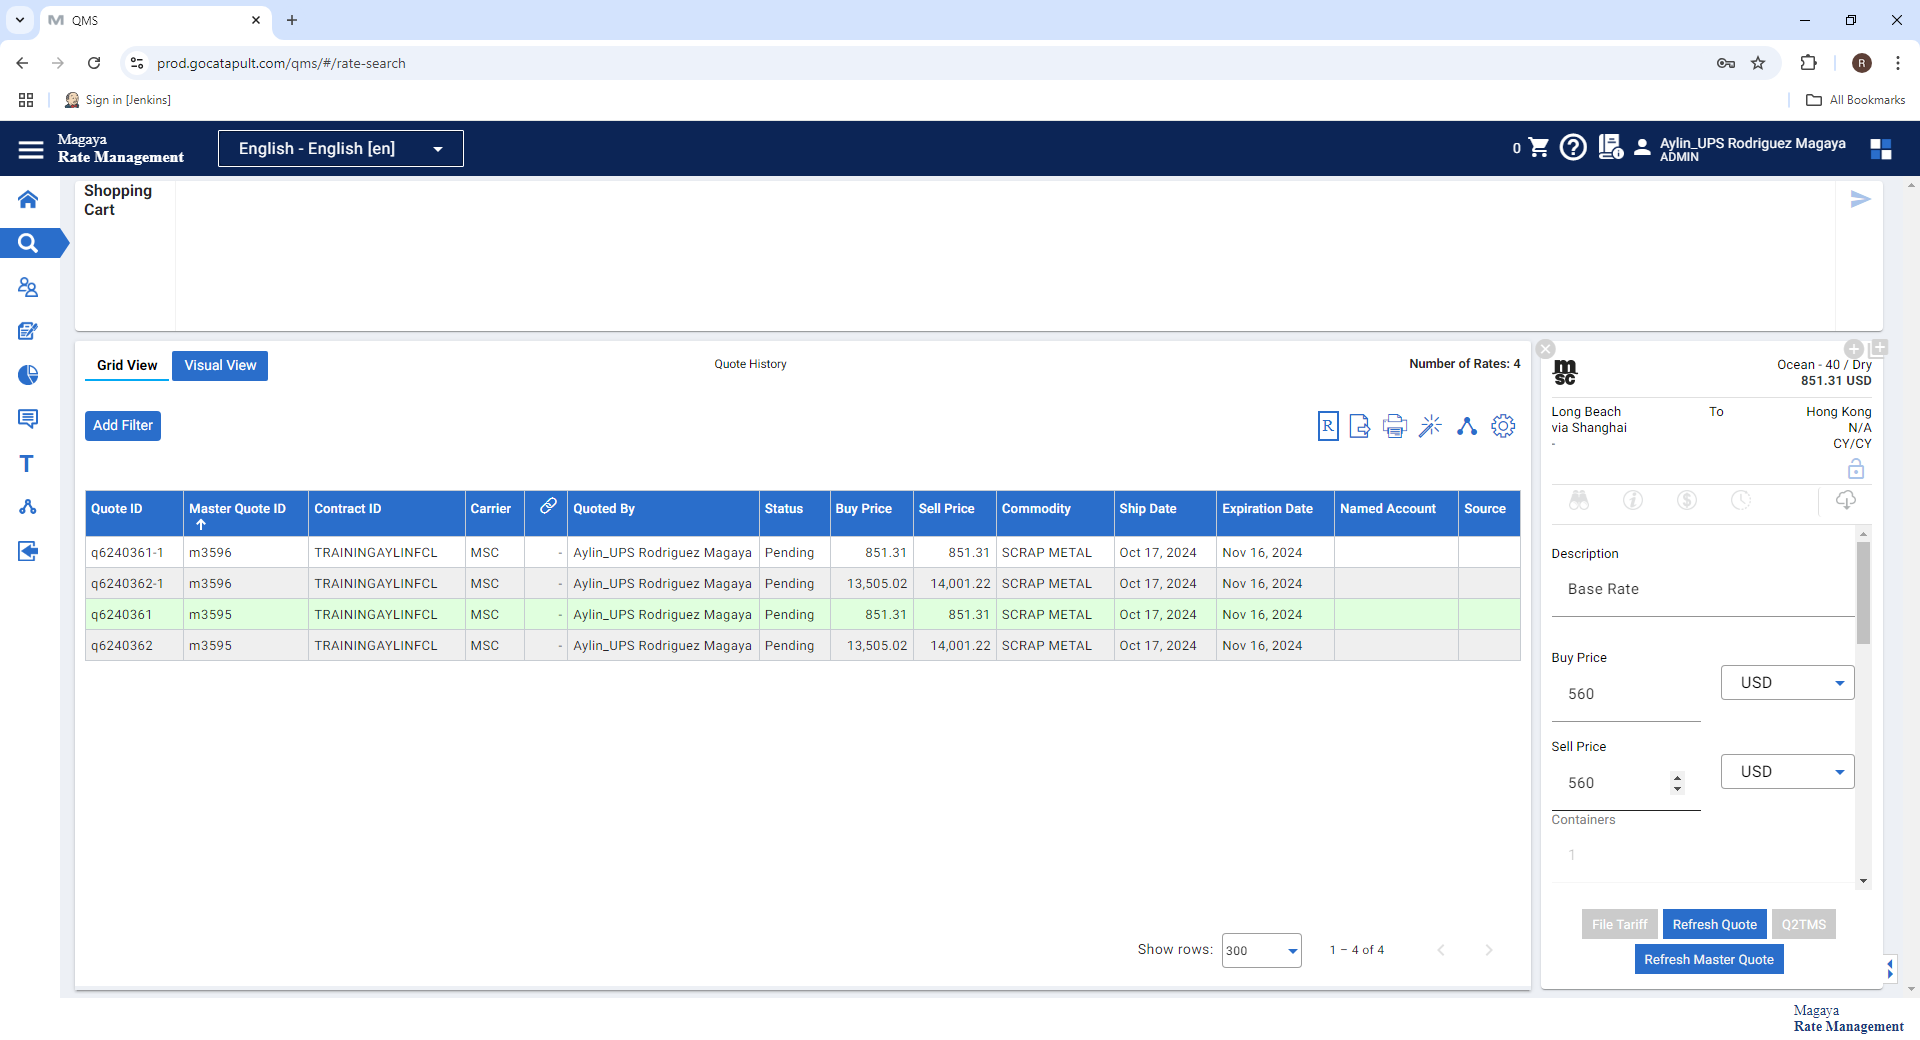 QMS
prod.gocatapult.com/qms/#/rate-search
R
Sign in [Jenkins]
All Bookmarks
Magaya
Rate Management
English - English [en]
0
Aylin_UPS Rodriguez Magaya
ADMIN
Shopping
Cart
Grid View
Visual View
Quote History
Number of Rates: 4
Add Filter
R
Quote ID Master Quote ID Contract ID Carrier Quoted By Status Buy Price Sell Price Commodity Ship Date Expiration Date Named Account Source
q6240361-1 m3596 TRAININGAYLINFCL MSC - Aylin_UPS Rodriguez Magaya Pending 851.31 851.31 SCRAP METAL Oct 17, 2024 Nov 16, 2024
q6240362-1 m3596 TRAININGAYLINFCL MSC - Aylin_UPS Rodriguez Magaya Pending 13,505.02 14,001.22 SCRAP METAL Oct 17, 2024 Nov 16, 2024
q6240361 m3595 TRAININGAYLINFCL MSC - Aylin_UPS Rodriguez Magaya Pending 851.31 851.31 SCRAP METAL Oct 17, 2024 Nov 16, 2024
q6240362 m3595 TRAININGAYLINFCL MSC - Aylin_UPS Rodriguez Magaya Pending 13,505.02 14,001.22 SCRAP METAL Oct 17, 2024 Nov 16, 2024
Show rows: 300 1 – 4 of 4
msc
Ocean - 40 / Dry
851.31 USD
Long Beach To Hong Kong
via Shanghai N/A
- CY/CY
Description
Base Rate
Buy Price
560 USD
Sell Price
560 USD
Containers
1
File Tariff Refresh Quote Q2TMS
Refresh Master Quote
Magaya
Rate Management